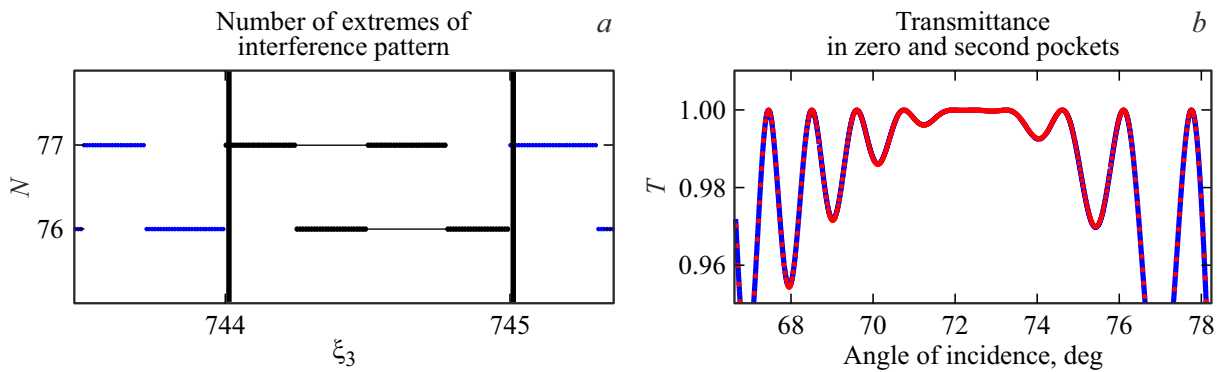 Number of extremes of
interference pattern
a
77
76
N
744
745
ξ3
Transmittance
in zero and second pockets
b
1.00
0.98
0.96
T
68
70
72
74
76
78
Angle of incidence, deg